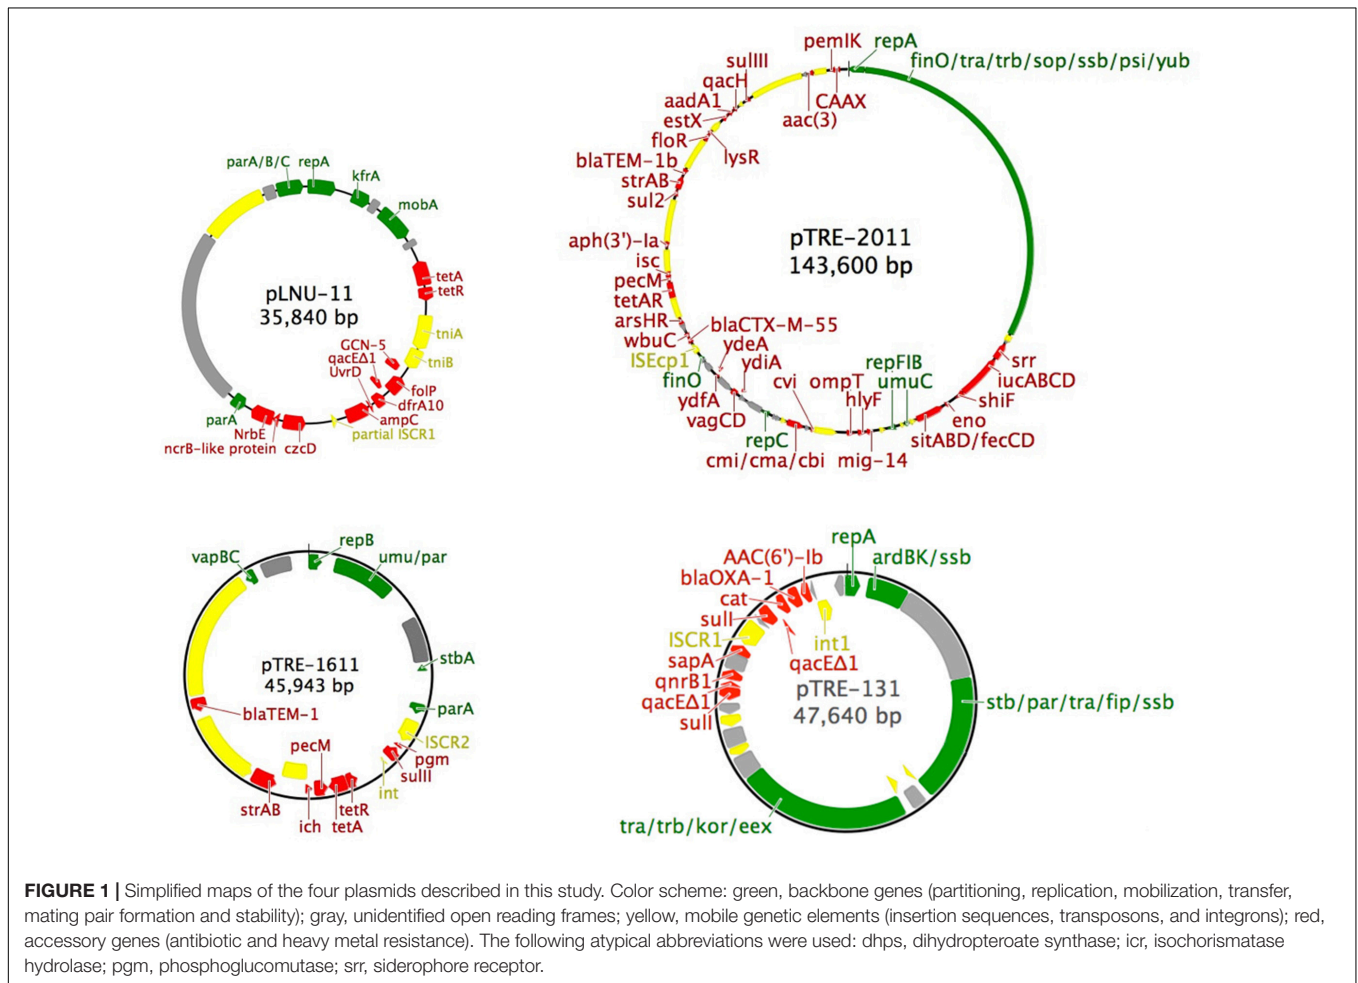 parA/B/C repA
kfrA
mobA
tetA
tetR
tniA
tniB
GCN-5
qacEΔ1
UvrD
folP
dfrA10
ampC
partial ISCR1
parA
NrbE
ncrB-like protein czcD
pLNU-11
35,840 bp
pemIK repA
finO/tra/trb/sop/ssb/psi/yub
sulIII
qacH
aadA1
estX
floR
CAAX
aac(3)
lysR
blaTEM-1b
strAB
sul2
aph(3')-Ia
isc
pecM
tetAR
arsHR
wbuC
ISEcp1
finO
ydfA
vagCD
blaCTX-M-55
ydeA
ydiA
cvi ompT
hlyF
repFIB
umuC
repC
cmi/cma/cbi mig-14
srr
iucABCD
shiF
eno
sitABD/fecCD
pTRE-2011
143,600 bp
vapBC
repB
umu/par
stbA
parA
ISCR2
pgm
sulII
int
blaTEM-1
pecM
strAB
ich
tetR
tetA
pTRE-1611
45,943 bp
repA
ardBK/ssb
AAC(6')-Ib
blaOXA-1
cat
sulI
ISCR1
sapA
qnrB1
qacEΔ1
sulI
int1
qacEΔ1
pTRE-131
47,640 bp
stb/par/tra/fip/ssb
tra/trb/kor/eex
FIGURE 1 | Simplified maps of the four plasmids described in this study. Color scheme: green, backbone genes (partitioning, replication, mobilization, transfer,
mating pair formation and stability); gray, unidentified open reading frames; yellow, mobile genetic elements (insertion sequences, transposons, and integrons); red,
accessory genes (antibiotic and heavy metal resistance). The following atypical abbreviations were used: dhps, dihydropteroate synthase; icr, isochorismatase
hydrolase; pgm, phosphoglucomutase; srr, siderophore receptor.